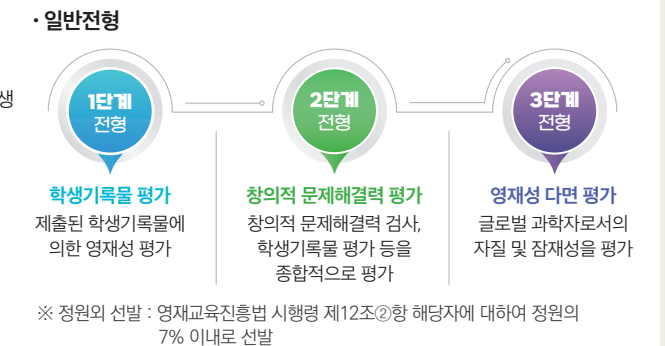 · 일반전형
생
1단계
전형
2단계
전형
3단계
전형
학생기록물 평가
제출된 학생기록물에
의한 영재성 평가
창의적 문제해결력 평가
창의적 문제해결력 검사,
학생기록물 평가 등을
종합적으로 평가
영재성 다면 평가
글로벌 과학자로서의
자질 및 잠재성을 평가
※ 정원외 선발 : 영재교육진흥법 시행령 제12조②항 해당자에 대하여 정원의
7% 이내로 선발